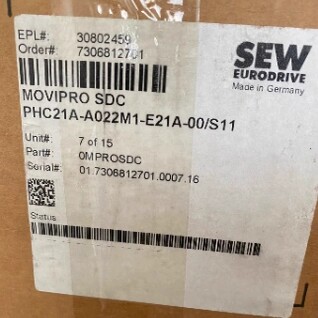 EPL#: 30802459
Order#: 7306812701
SEW
EURODRIVE
Made in Germany
MOVIPRO SDC
PHC21A-A022M1-E21A-00/S11
Unit#: 7 of 15
Part#: 0MPROSDC
Serial#: 01.7306812701.0007.16
Status